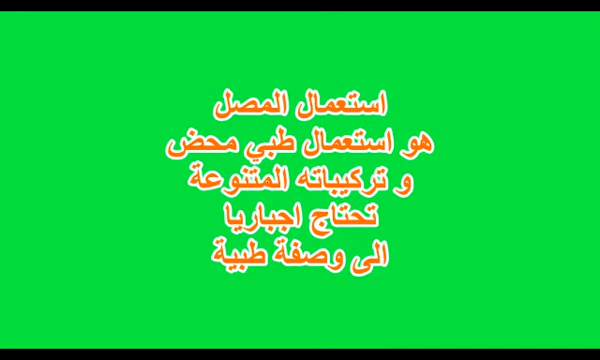 استعمال المصل
هو استعمال طبي محض
و تركيباته المتنوعة
تحتاج اجباريا
الى وصفة طبية